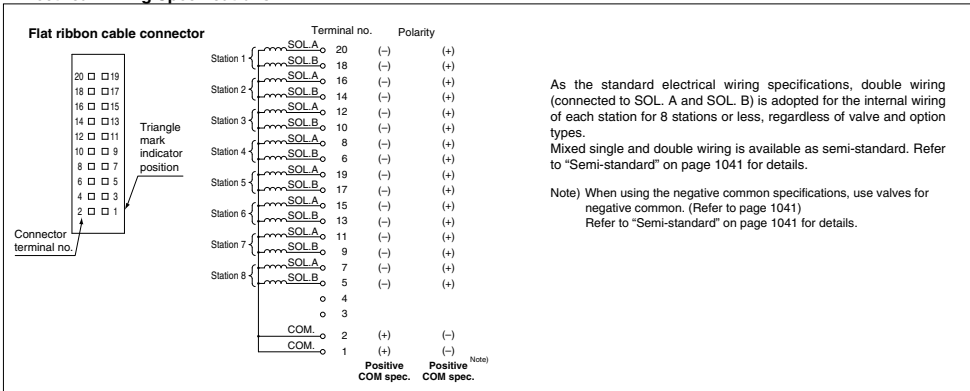 Flat ribbon cable connector
20 19
18 17
16 15
14 13
12 11
10 9
8 7
6 5
4 3
2 1
Triangle
mark
indicator
position
Connector
terminal no.
Terminal no. Polarity
Station 1 SOL.A 20 (–) (+)
SOL.B 18 (–) (+)
Station 2 SOL.A 16 (–) (+)
SOL.B 14 (–) (+)
Station 3 SOL.A 12 (–) (+)
SOL.B 10 (–) (+)
Station 4 SOL.A 8 (–) (+)
SOL.B 6 (–) (+)
Station 5 SOL.A 19 (–) (+)
SOL.B 17 (–) (+)
Station 6 SOL.A 15 (–) (+)
SOL.B 13 (–) (+)
Station 7 SOL.A 11 (–) (+)
SOL.B 9 (–) (+)
Station 8 SOL.A 7 (–) (+)
SOL.B 5 (–) (+)
4
3
COM. 2 (+) (–)
COM. 1 (+) (–)
Positive Positive Note)
COM spec. COM spec.
As the standard electrical wiring specifications, double wiring
(connected to SOL. A and SOL. B) is adopted for the internal wiring
of each station for 8 stations or less, regardless of valve and option
types.
Mixed single and double wiring is available as semi-standard. Refer
to “Semi-standard” on page 1041 for details.
Note) When using the negative common specifications, use valves for
negative common. (Refer to page 1041)
Refer to “Semi-standard” on page 1041 for details.